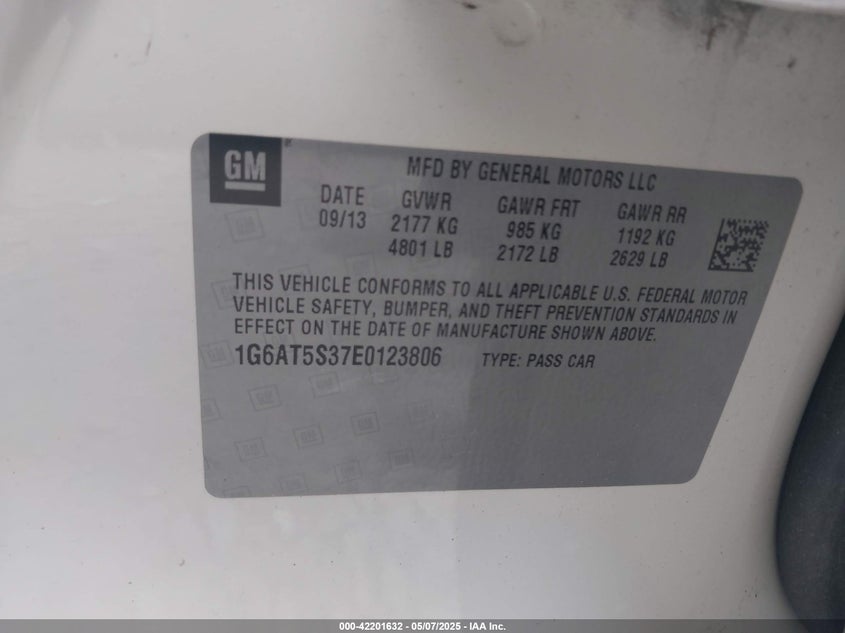 GM
MFD BY GENERAL MOTORS LLC
DATE GVWR GAWR FRT GAWR RR
09/13 2177 KG 985 KG 1192 KG
4801 LB 2172 LB 2629 LB
THIS VEHICLE CONFORMS TO ALL APPLICABLE U.S. FEDERAL MOTOR
VEHICLE SAFETY, BUMPER, AND THEFT PREVENTION STANDARDS IN
EFFECT ON THE DATE OF MANUFACTURE SHOWN ABOVE.
1G6AT5S37E0123806 TYPE: PASS CAR
000-42201632 — 05/07/2025 — IAA Inc.